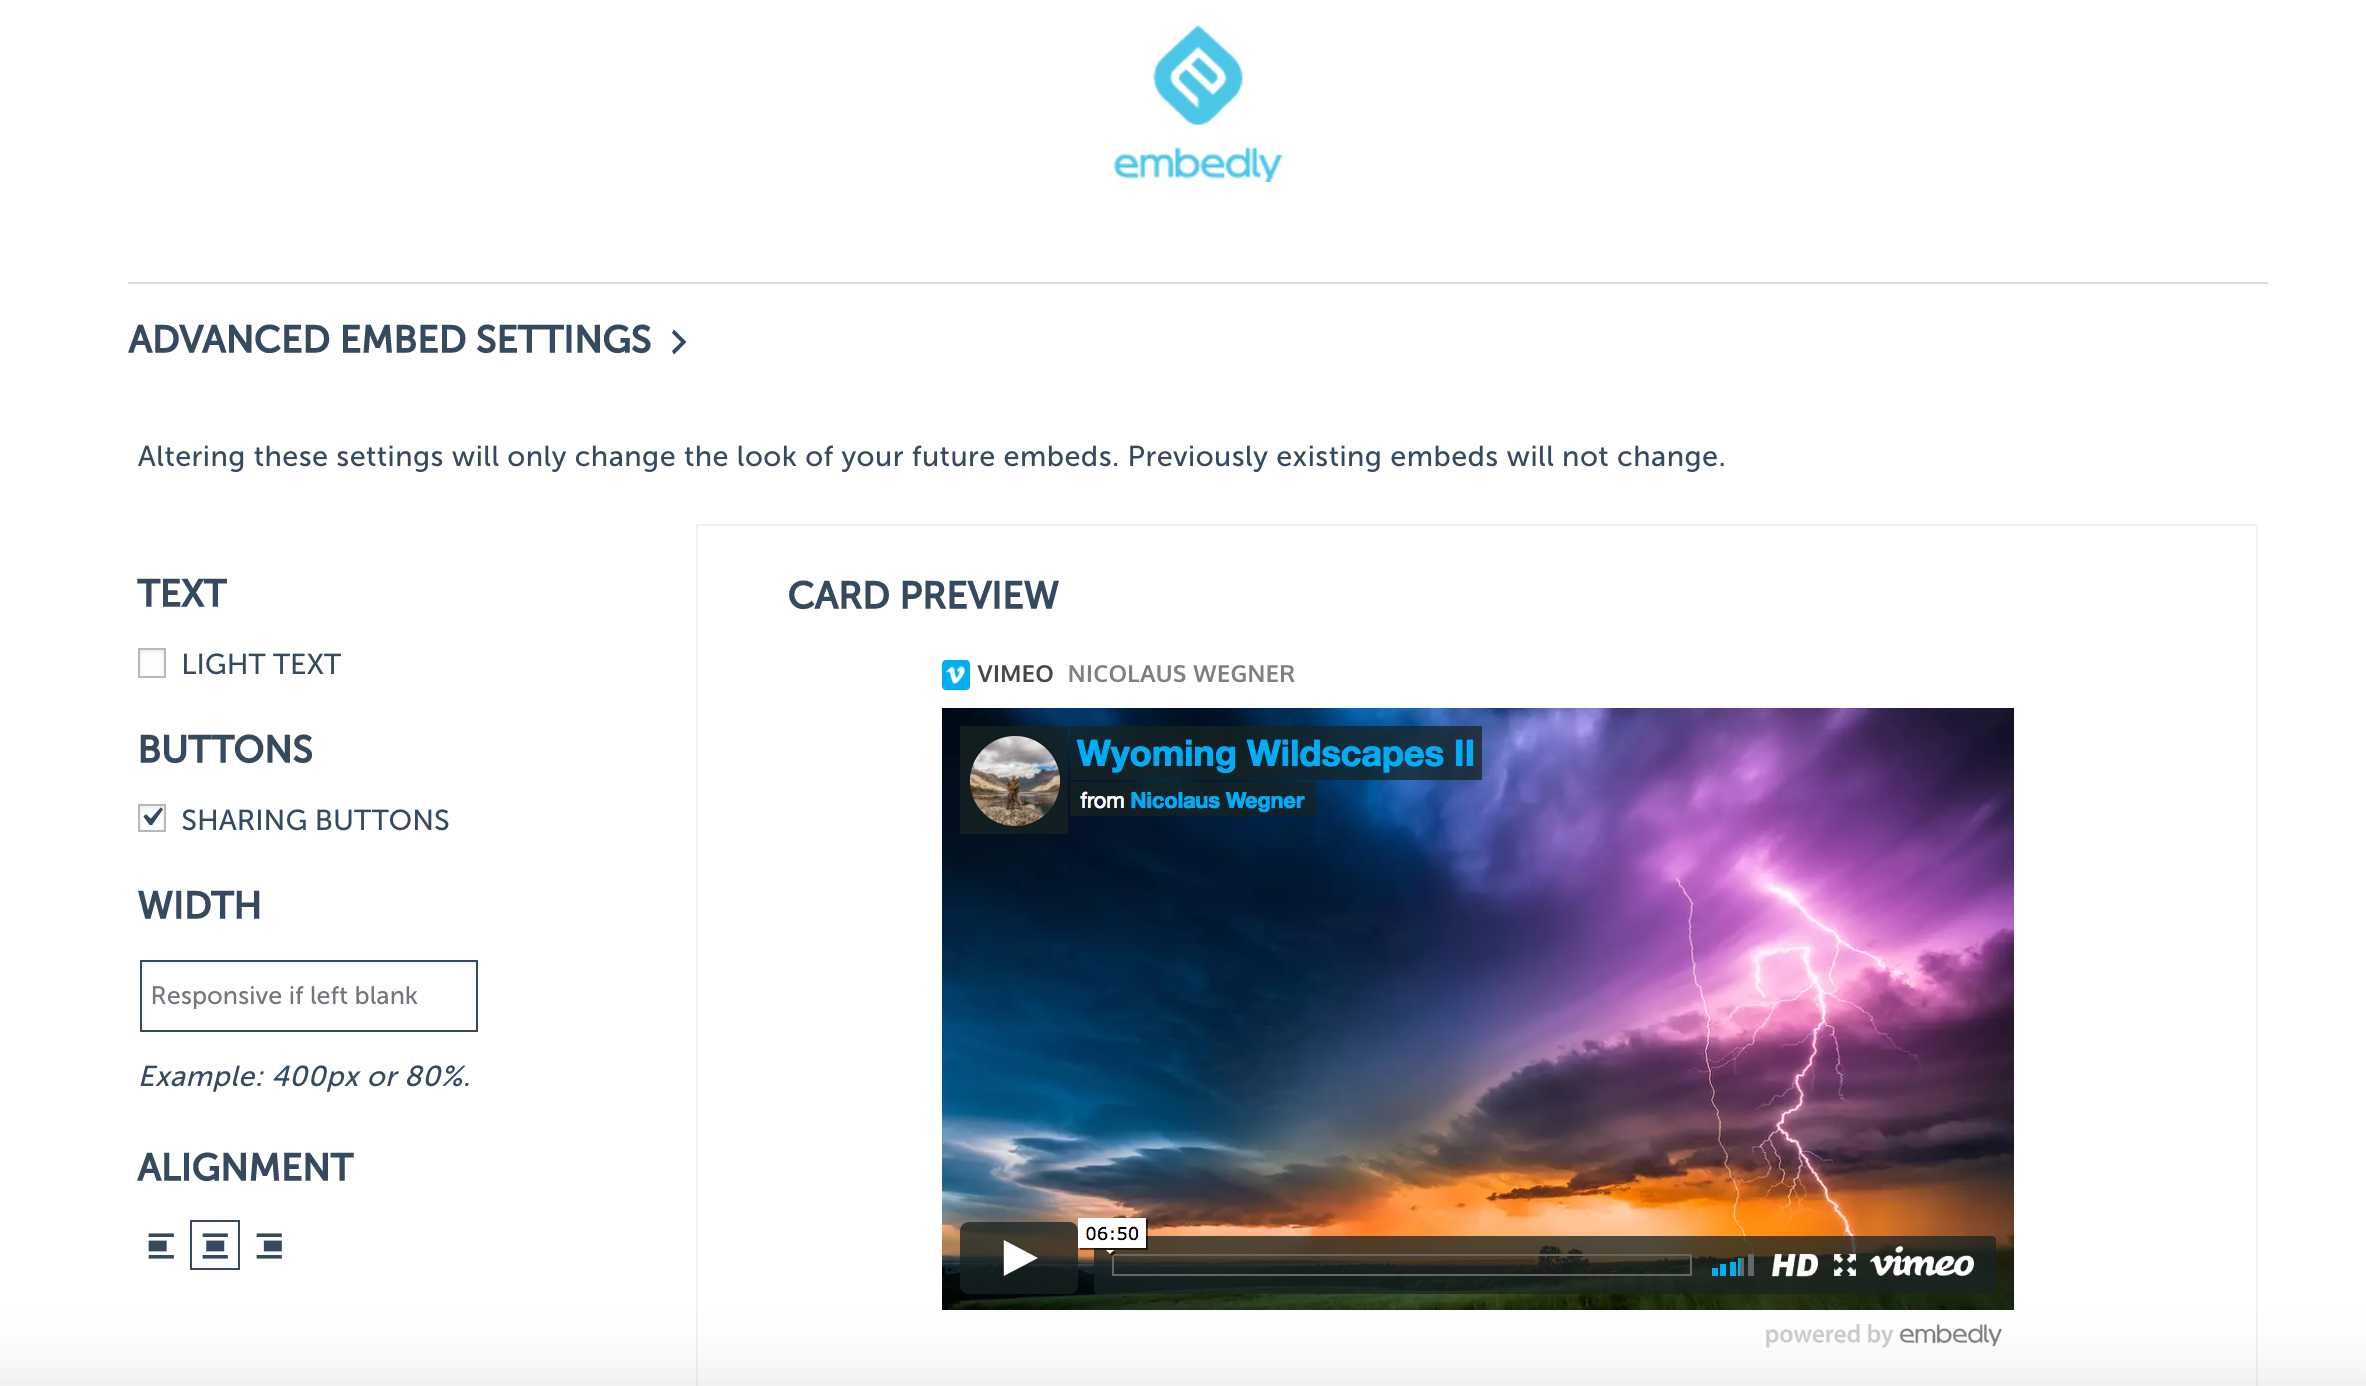 embedly
ADVANCED EMBED SETTINGS >
Altering these settings will only change the look of your future embeds. Previously existing embeds will not change.
TEXT
LIGHT TEXT
BUTTONS
SHARING BUTTONS
WIDTH
Responsive if left blank
Example: 400px or 80%.
ALIGNMENT
CARD PREVIEW
VIMEO NICOLAUS WEGNER
Wyoming Wildscapes II
from Nicolaus Wegner
06:50
HD vimeo
powered by embedly